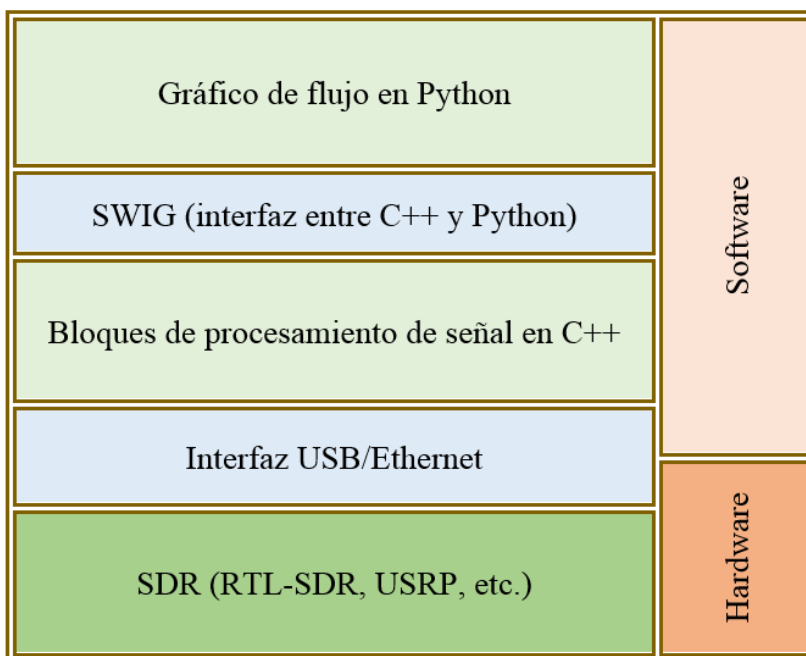 Gráfico de flujo en Python
SWIG (interfaz entre C++ y Python)
Bloques de procesamiento de señal en C++
Interfaz USB/Ethernet
SDR (RTL-SDR, USRP, etc.)
Software
Hardware